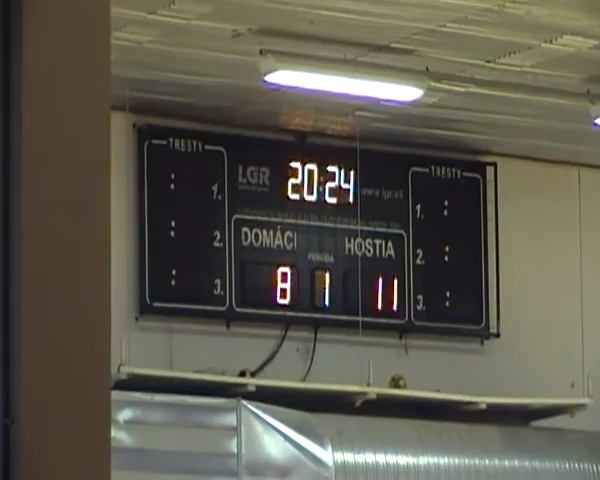 TRESTY
LGR
20:24
www.lgr.sk
TRESTY
1.
2.
3.
DOMÁCI
HOSTIA
PERIÓDA
8
1
11
1.
2.
3.